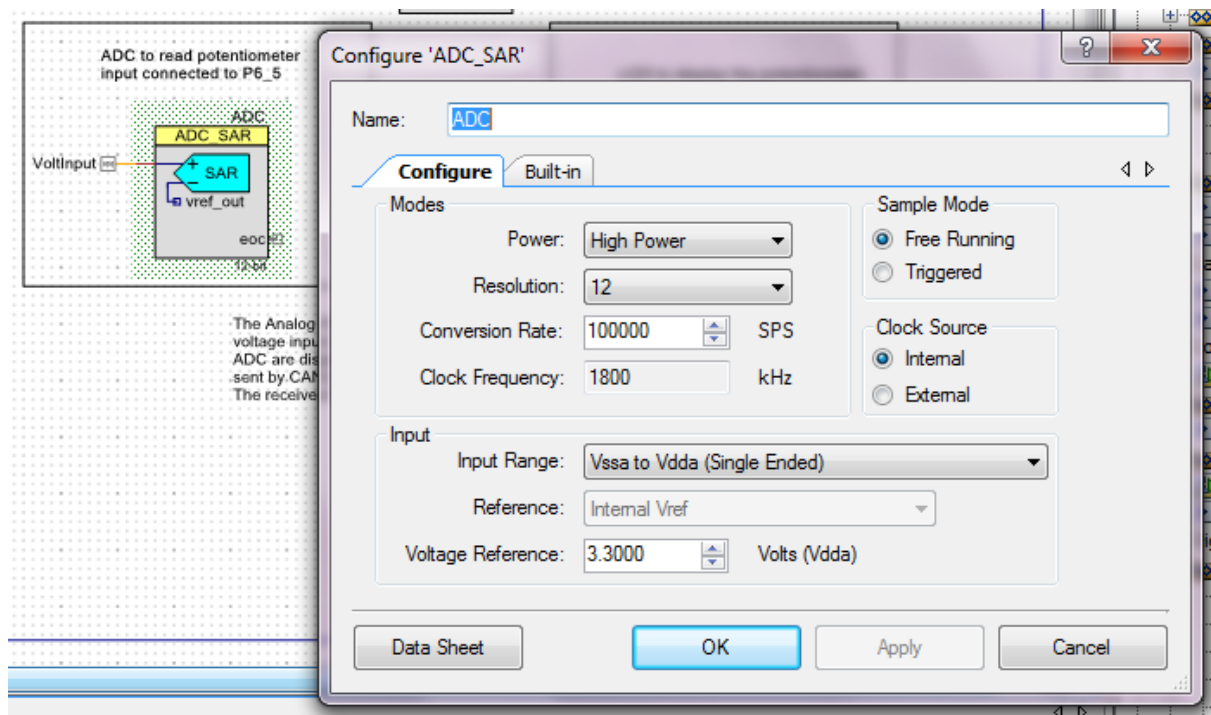 ADC to read potentiometer
input connected to P6_5
ADC
ADC_SAR
VoltInput
SAR
vref_out
eoc
12-bit
The Analog
voltage inpu
ADC are dis
sent by CAN
The receive
Configure 'ADC_SAR'
Name: ADC
Configure Built-in
Modes
Power: High Power
Resolution: 12
Conversion Rate: 100000 SPS
Clock Frequency: 1800 kHz
Sample Mode
Free Running
Triggered
Clock Source
Internal
External
Input
Input Range: Vssa to Vdda (Single Ended)
Reference: Internal Vref
Voltage Reference: 3.3000 Volts (Vdda)
Data Sheet OK Apply Cancel